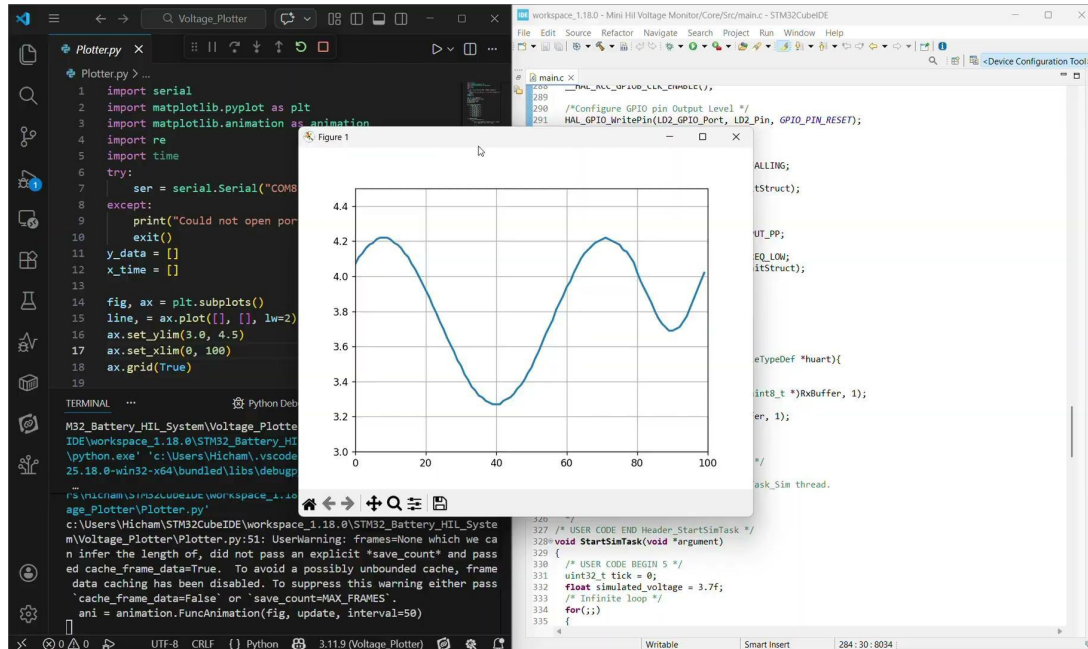 Voltage_Plotter
Plotter.py
Plotter.py > ...
1 import serial
2 import matplotlib.pyplot as plt
3 import matplotlib.animation as animation
4 import re
5 import time
6 try:
7 ser = serial.Serial("COM8
8 except:
9 print("Could not open por
10 exit()
11 y_data = []
12 x_time = []
13
14 fig, ax = plt.subplots()
15 line, = ax.plot([], [], lw=2)
16 ax.set_ylim(3.0, 4.5)
17 ax.set_xlim(0, 100)
18 ax.grid(True)
19
1
TERMINAL ... Python Deb
M32_Battery_HIL_System\Voltage_Plotte
IDE\workspace_1.18.0\STM32_Battery_HI
\python.exe' 'c:\Users\Hicham\.vscode
25.18.0-win32-x64\bundled\libs\debugp
…
rs\Hicham\STM32CubeIDE\workspace_1.18
age_Plotter\Plotter.py'
c:\Users\Hicham\STM32CubeIDE\workspace_1.18.0\STM32_Battery_HIL_Syste
m\Voltage_Plotter\Plotter.py:51: UserWarning: frames=None which we ca
n infer the length of, did not pass an explicit *save_count* and pass
ed cache_frame_data=True. To avoid a possibly unbounded cache, frame
data caching has been disabled. To suppress this warning either pass
`cache_frame_data=False` or `save_count=MAX_FRAMES`.
ani = animation.FuncAnimation(fig, update, interval=50)
0 0 UTF-8 CRLF { } Python 3.11.9 (Voltage_Plotter)
Figure 1
4.4
4.2
4.0
3.8
3.6
3.4
3.2
3.0
0 20 40 60 80 100
IDE workspace_1.18.0 - Mini Hil Voltage Monitor/Core/Src/main.c - STM32CubeIDE
File Edit Source Refactor Navigate Search Project Run Window Help
<Device Configuration Tool
main.c
288 __HAL_RCC_GPIOB_CLK_ENABLE();
289
290 /*Configure GPIO pin Output Level */
291 HAL_GPIO_WritePin(LD2_GPIO_Port, LD2_Pin, GPIO_PIN_RESET);
ALLING;
tStruct);
UT_PP;
EQ_LOW;
itStruct);
eTypeDef *huart){
int8_t *)RxBuffer, 1);
er, 1);
*/
ask_Sim thread.
326 */
327 /* USER CODE END Header_StartSimTask */
328 void StartSimTask(void *argument)
329 {
330 /* USER CODE BEGIN 5 */
331 uint32_t tick = 0;
332 float simulated_voltage = 3.7f;
333 /* Infinite loop */
334 for(;;)
335 {
Writable Smart Insert 284 : 30 : 8034